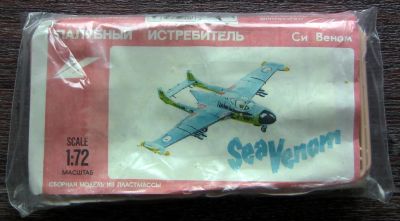 ПАЛУБНЫЙ ИСТРЕБИТЕЛЬ Си Веном
Sea Venom
SCALE
1:72
МАСШТАБ
СБОРНАЯ МОДЕЛЬ ИЗ ПЛАСТМАССЫ